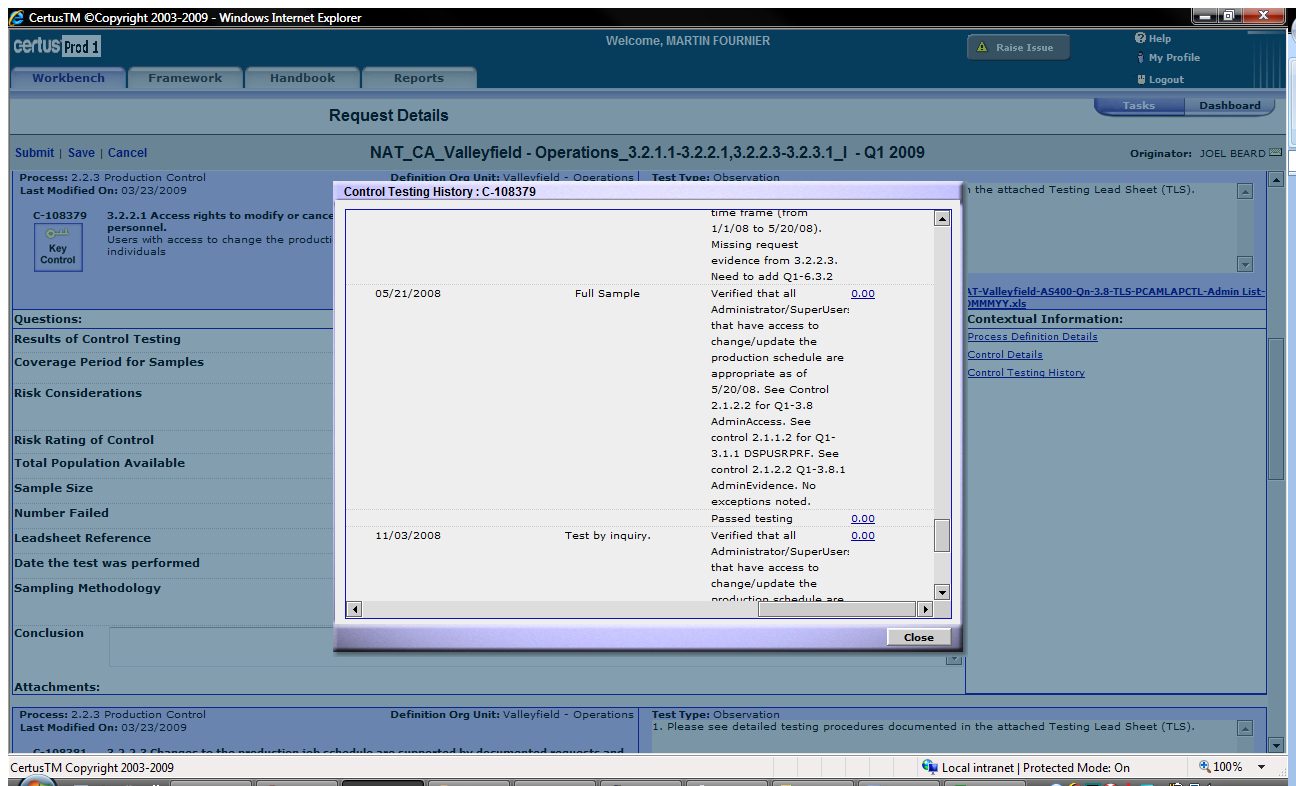 CertusTM ©Copyright 2003-2009 - Windows Internet Explorer
certus Prod 1
Welcome, MARTIN FOURNIER
Raise Issue
Help
My Profile
Logout
Workbench
Framework
Handbook
Reports
Tasks
Dashboard
Request Details
Submit | Save | Cancel
NAT_CA_Valleyfield - Operations_3.2.1.1-3.2.2.1,3.2.2.3-3.2.3.1_I - Q1 2009
Originator: JOEL BEARD
Process: 2.2.3 Production Control
Definition Org Unit: Valleyfield - Operations
Test Type: Observation
Last Modified On: 03/23/2009
the attached Testing Lead Sheet (TLS).
C-108379
Key
Control
3.2.2.1 Access rights to modify or cance
personnel.
Users with access to change the producti
individuals
AT-Valleyfield-AS400-Qn-3.8-TLS-PCAMLAPCTL-Admin List-
MMYY.xls
Questions:
Results of Control Testing
Coverage Period for Samples
Risk Considerations
Risk Rating of Control
Total Population Available
Sample Size
Number Failed
Leadsheet Reference
Date the test was performed
Sampling Methodology
Conclusion
Attachments:
Contextual Information:
Process Definition Details
Control Details
Control Testing History
Control Testing History : C-108379
time frame (from
1/1/08 to 5/20/08).
Missing request
evidence from 3.2.2.3.
Need to add Q1-6.3.2
05/21/2008 Full Sample Verified that all 0.00
Administrator/SuperUsers
that have access to
change/update the
production schedule are
appropriate as of
5/20/08. See Control
2.1.2.2 for Q1-3.8
AdminAccess. See
control 2.1.1.2 for Q1-
3.1.1 DSPUSRPRF. See
control 2.1.2.2 Q1-3.8.1
AdminEvidence. No
exceptions noted.
Passed testing 0.00
11/03/2008 Test by inquiry. Verified that all 0.00
Administrator/SuperUsers
that have access to
change/update the
production schedule are
Close
Process: 2.2.3 Production Control
Definition Org Unit: Valleyfield - Operations
Test Type: Observation
Last Modified On: 03/23/2009
1. Please see detailed testing procedures documented in the attached Testing Lead Sheet (TLS).
C-108381 3.2.2.3 Changes to the production job schedule are supported by documented requests and
CertusTM Copyright 2003-2009
Local intranet | Protected Mode: On
100%